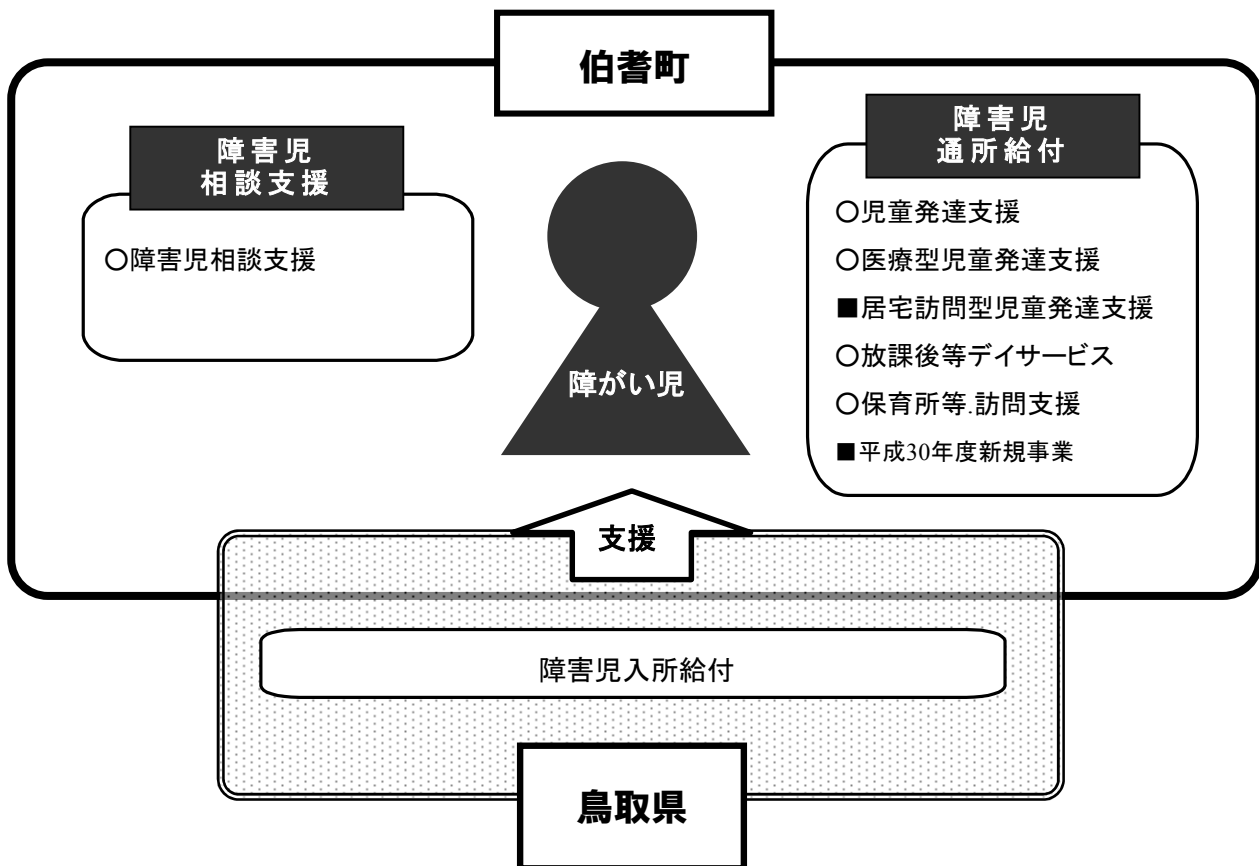 伯耆町
障害児
相談支援
○障害児相談支援
障害児
通所給付
○児童発達支援
○医療型児童発達支援
■居宅訪問型児童発達支援
○放課後等デイサービス
○保育所等.訪問支援
■平成30年度新規事業
障がい児
支援
障害児入所給付
鳥取県